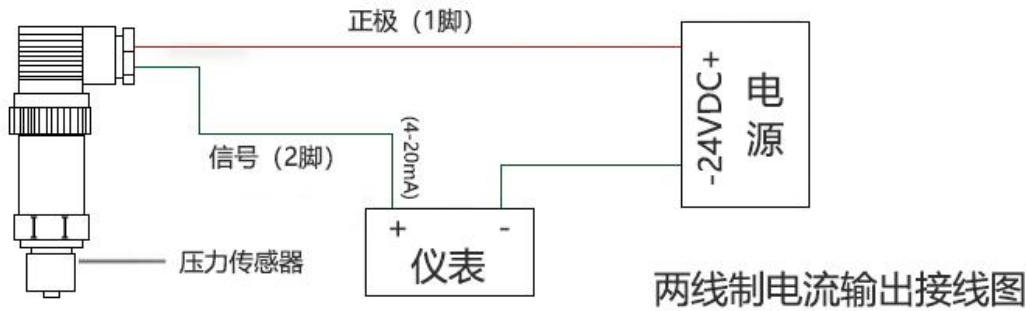 正极（1脚）
-24VDC+
电源
信号（2脚）
(4-20mA)
+ -
仪表
压力传感器
两线制电流输出接线图